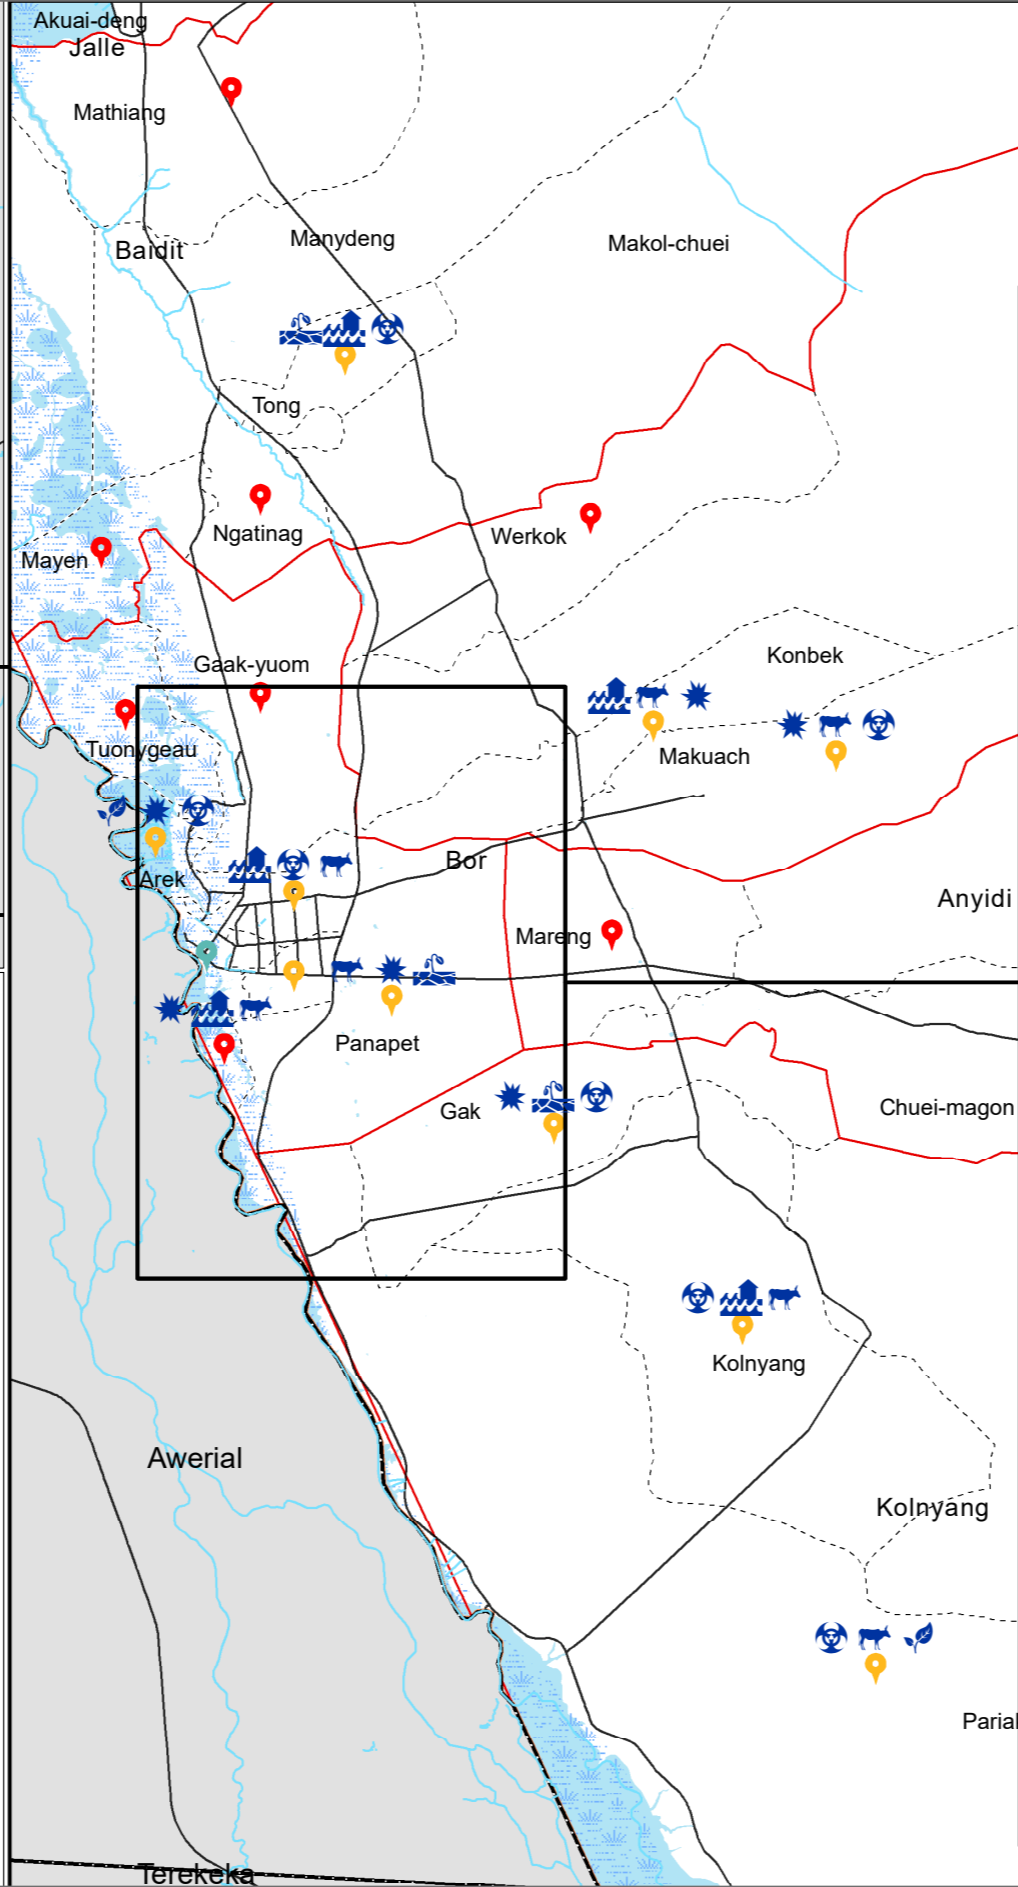 Akuai-deng
Jalle
Mathiang
Manydeng
Makol-chuei
Baidit
Tong
Ngatinag
Werkok
Mayen
Konbek
Gaak-yuom
Tuonygeau
Makuach
Bor
Arek
Anyidi
Mareng
Panapet
Gak
Chuei-magon
Kolnyang
Awerial
Kolnyang
Pariak
Terekeka